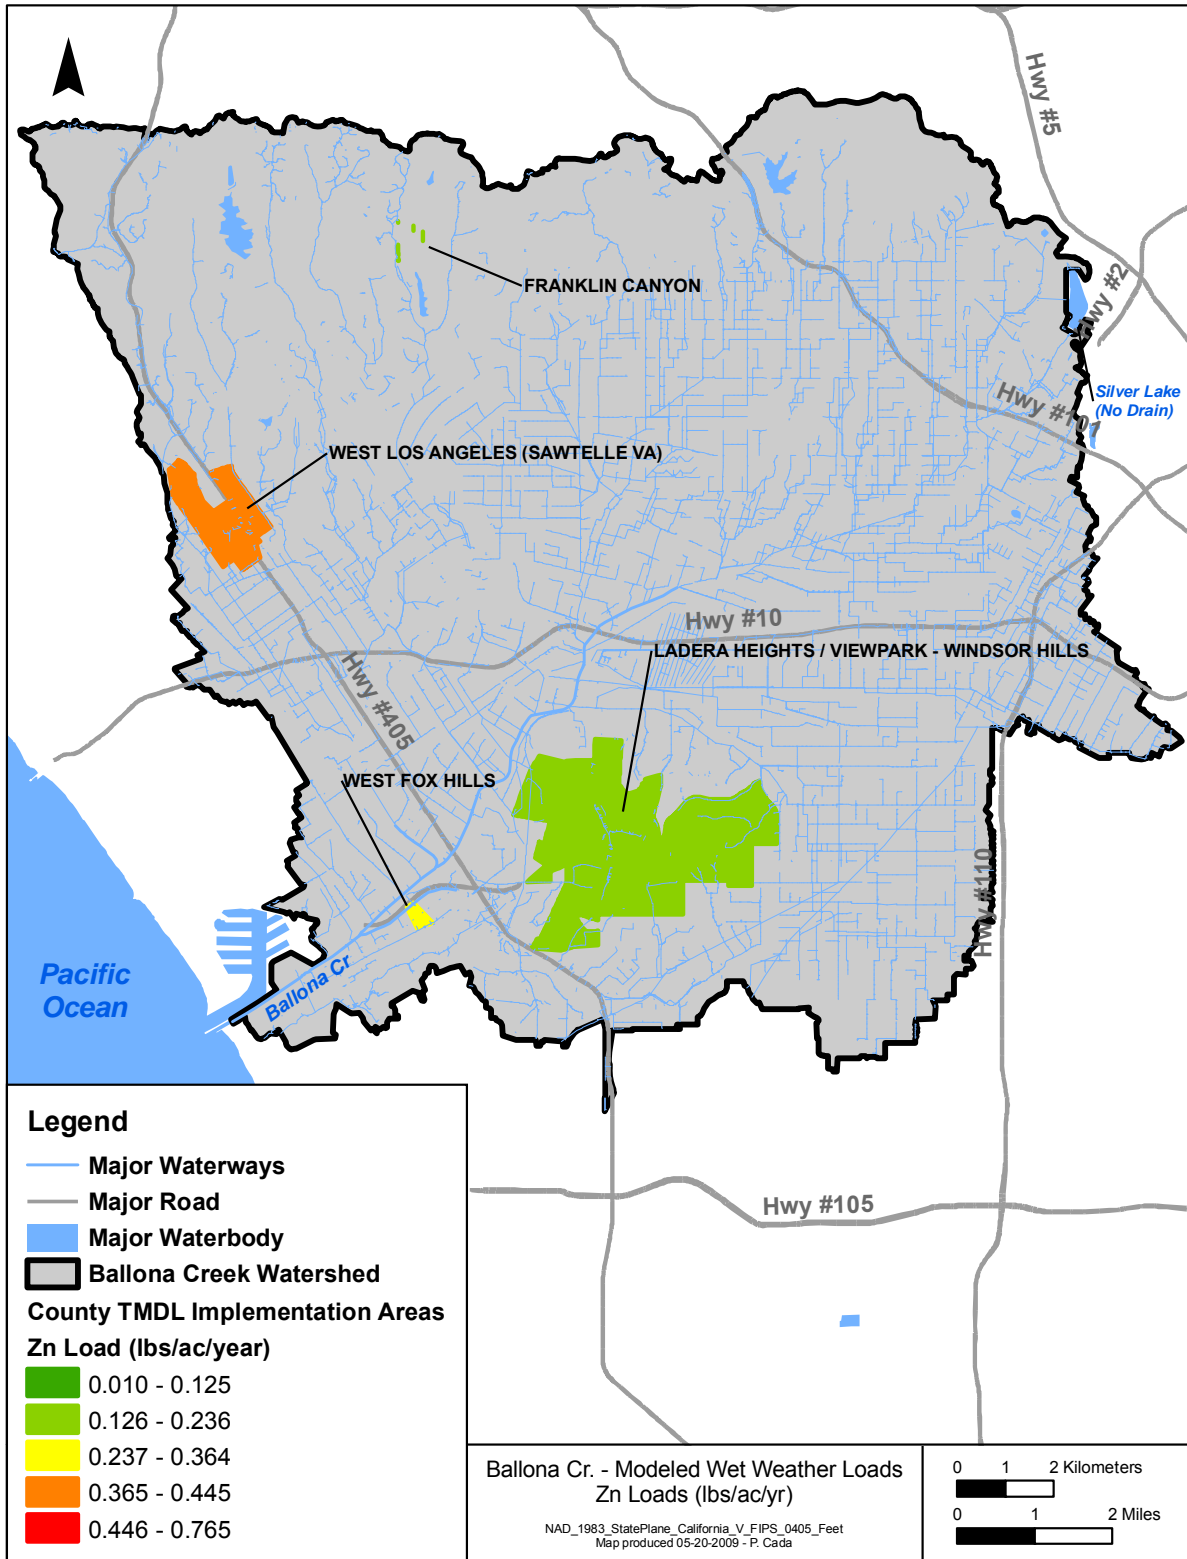 Hwy #5
FRANKLIN CANYON
Hwy #2
Silver Lake
(No Drain)
Hwy #101
WEST LOS ANGELES (SAWTELLE VA)
Hwy #10
LADERA HEIGHTS / VIEWPARK - WINDSOR HILLS
Hwy #405
WEST FOX HILLS
Hwy #110
Pacific
Ocean
Ballona Cr
Legend
Major Waterways
Major Road
Major Waterbody
Ballona Creek Watershed
County TMDL Implementation Areas
Zn Load (lbs/ac/year)
0.010 - 0.125
0.126 - 0.236
0.237 - 0.364
0.365 - 0.445
0.446 - 0.765
Hwy #105
Ballona Cr. - Modeled Wet Weather Loads
Zn Loads (lbs/ac/yr)
NAD_1983_StatePlane_California_V_FIPS_0405_Feet
Map produced 05-20-2009 - P. Cada
0 1 2 Kilometers
0 1 2 Miles